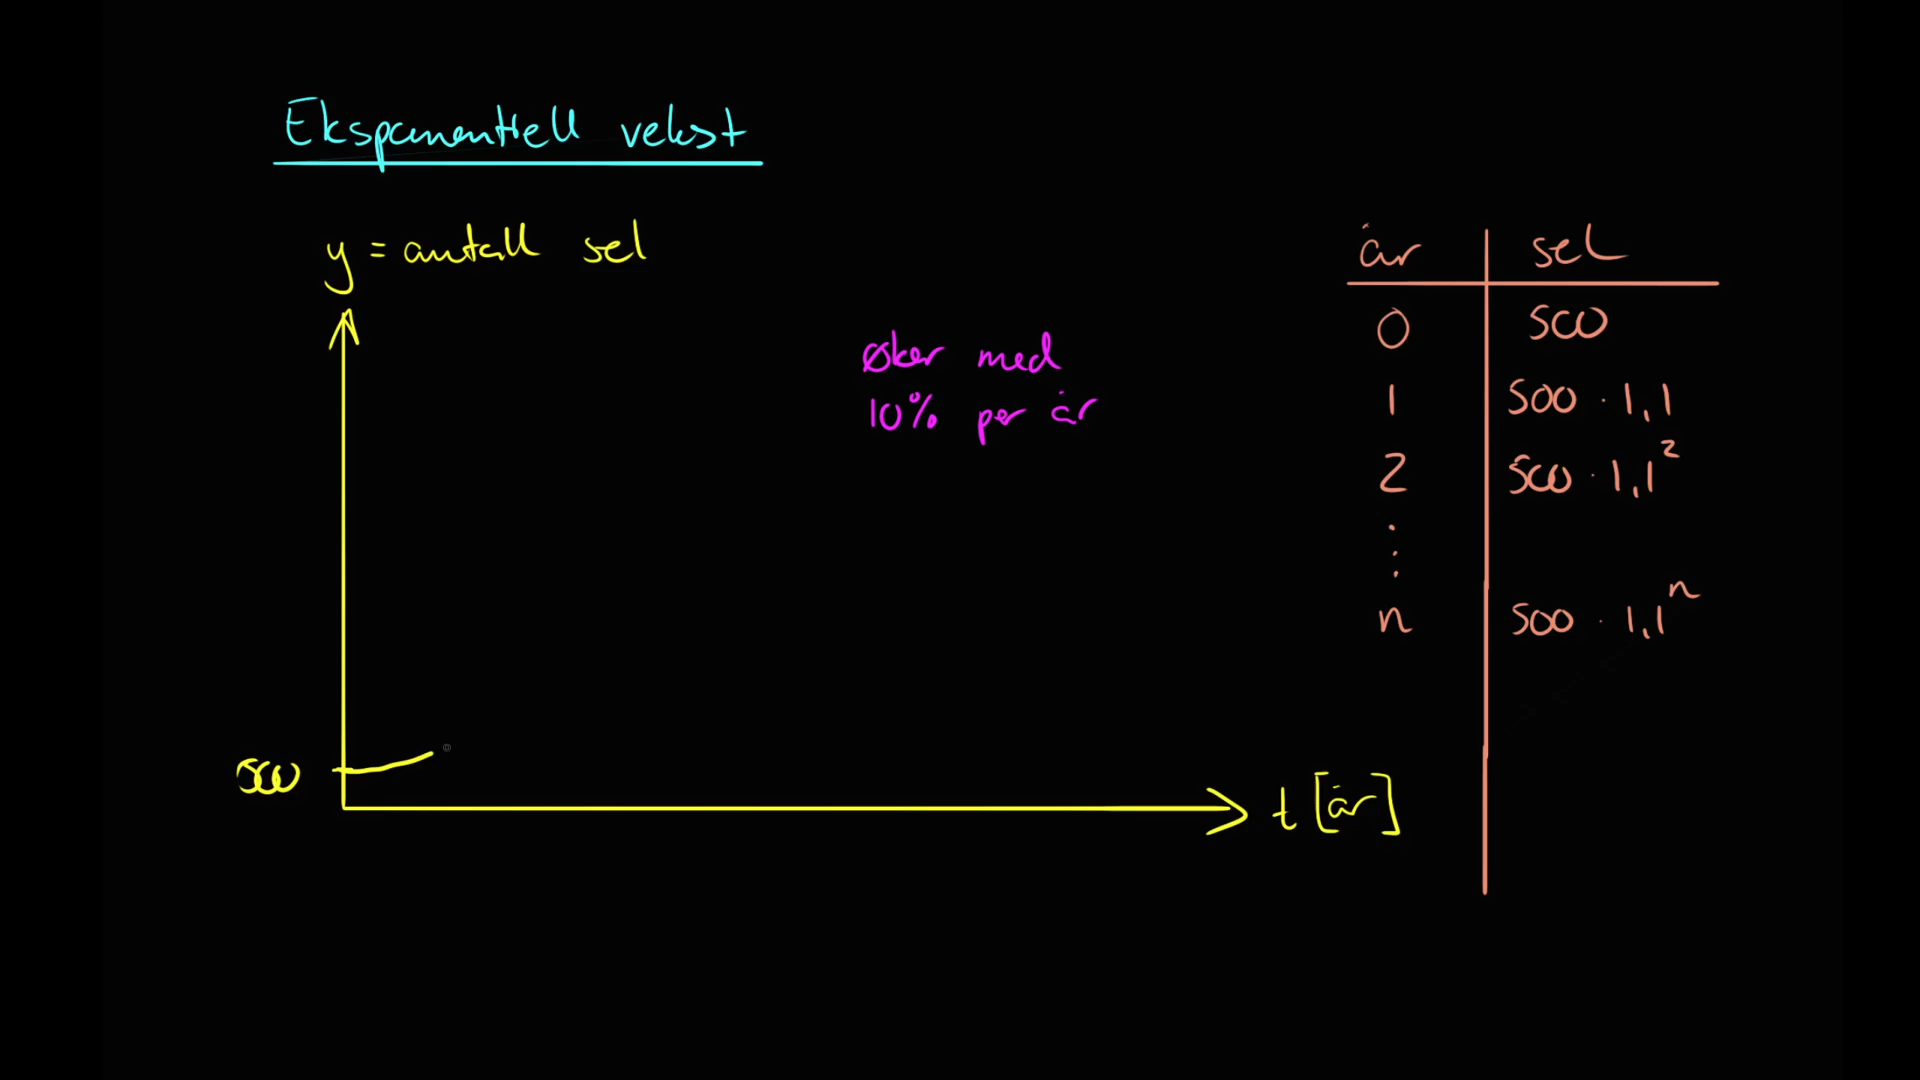 Eksponentiell vekst
y = antall sel
øker med
10% per år
år sel
0 500
1 500 · 1,1
2 500 · 1,1²
⋮
n 500 · 1,1ⁿ
500
t [år]